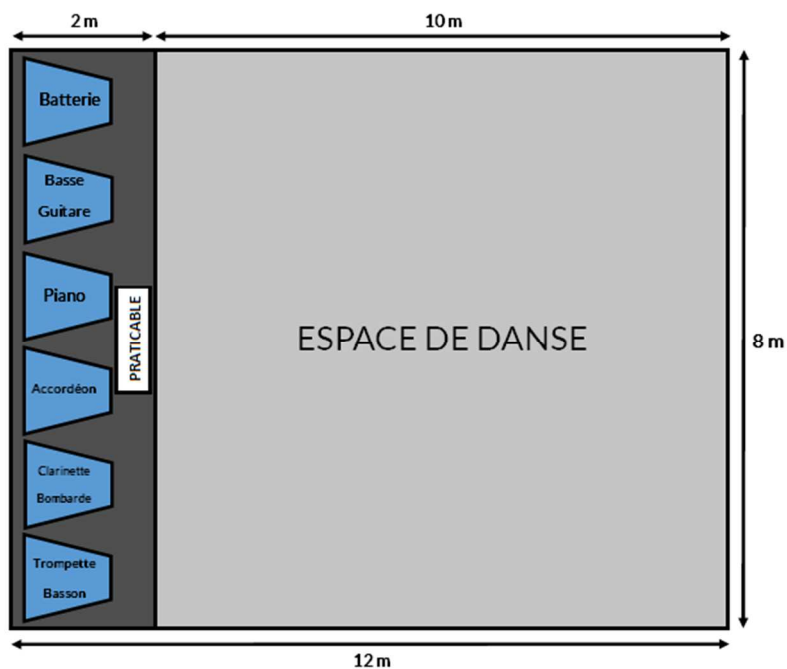 2 m
10 m
Batterie
Basse
Guitare
Piano
PRATICABLE
ESPACE DE DANSE
8 m
Accordéon
Clarinette
Bombarde
Trompette
Basson
12 m